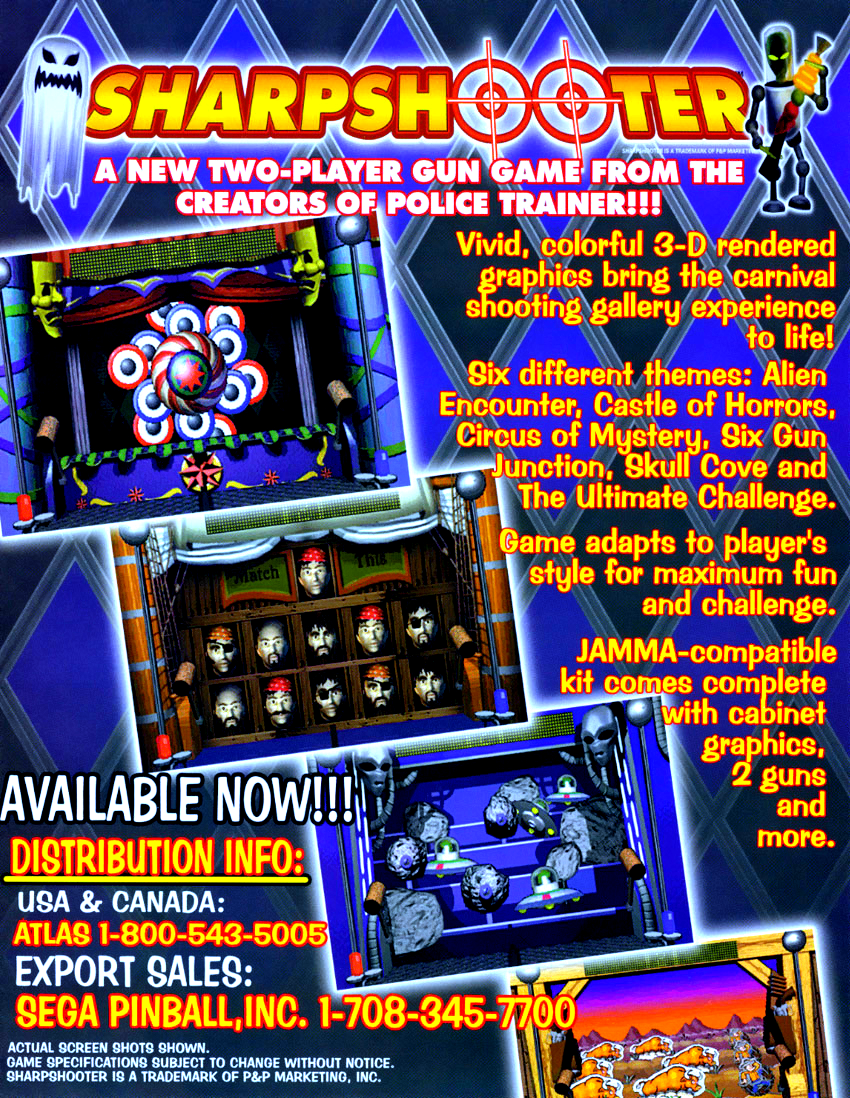 SHARPSHOOTER
SHARPSHOOTER IS A TRADEMARK OF P&P MARKETING
A NEW TWO-PLAYER GUN GAME FROM THE
CREATORS OF POLICE TRAINER!!!
Vivid, colorful 3-D rendered
graphics bring the carnival
shooting gallery experience
to life!
Six different themes: Alien
Encounter, Castle of Horrors,
Circus of Mystery, Six Gun
Junction, Skull Cove and
The Ultimate Challenge.
Game adapts to player's
style for maximum fun
and challenge.
Match This
JAMMA-compatible
kit comes complete
with cabinet
graphics,
2 guns
and
more.
AVAILABLE NOW!!!
DISTRIBUTION INFO:
USA & CANADA:
ATLAS 1-800-543-5005
EXPORT SALES:
SEGA PINBALL,INC. 1-708-345-7700
ACTUAL SCREEN SHOTS SHOWN.
GAME SPECIFICATIONS SUBJECT TO CHANGE WITHOUT NOTICE.
SHARPSHOOTER IS A TRADEMARK OF P&P MARKETING, INC.